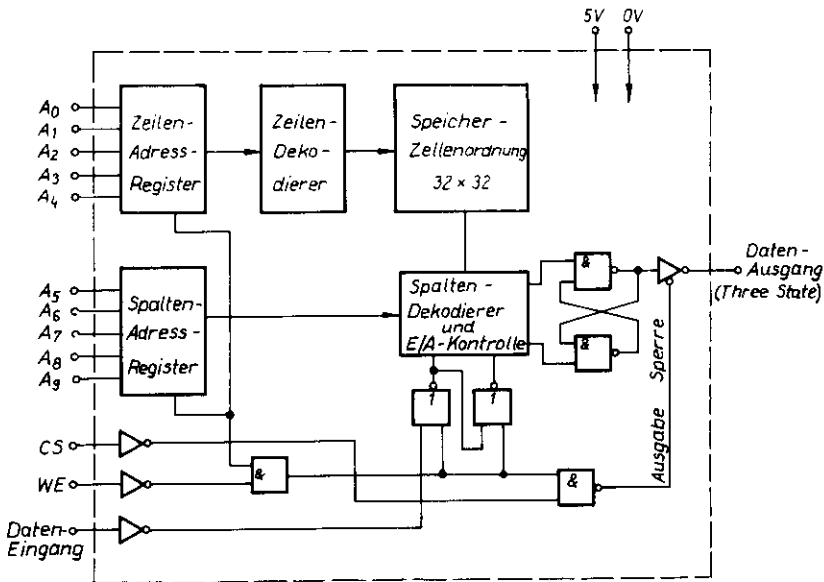 5V 0V
A0
A1
A2
A3
A4
Zeilen-
Adress-
Register
Zeilen-
Deko-
dierer
Speicher-
Zellenordnung
32 × 32
A5
A6
A7
A8
A9
Spalten-
Adress-
Register
Spalten-
Dekodierer
und
E/A-Kontrolle
&
&
Daten-
Ausgang
(Three State)
1
1
Ausgabe Sperre
CS
WE
&
&
Daten-
Eingang